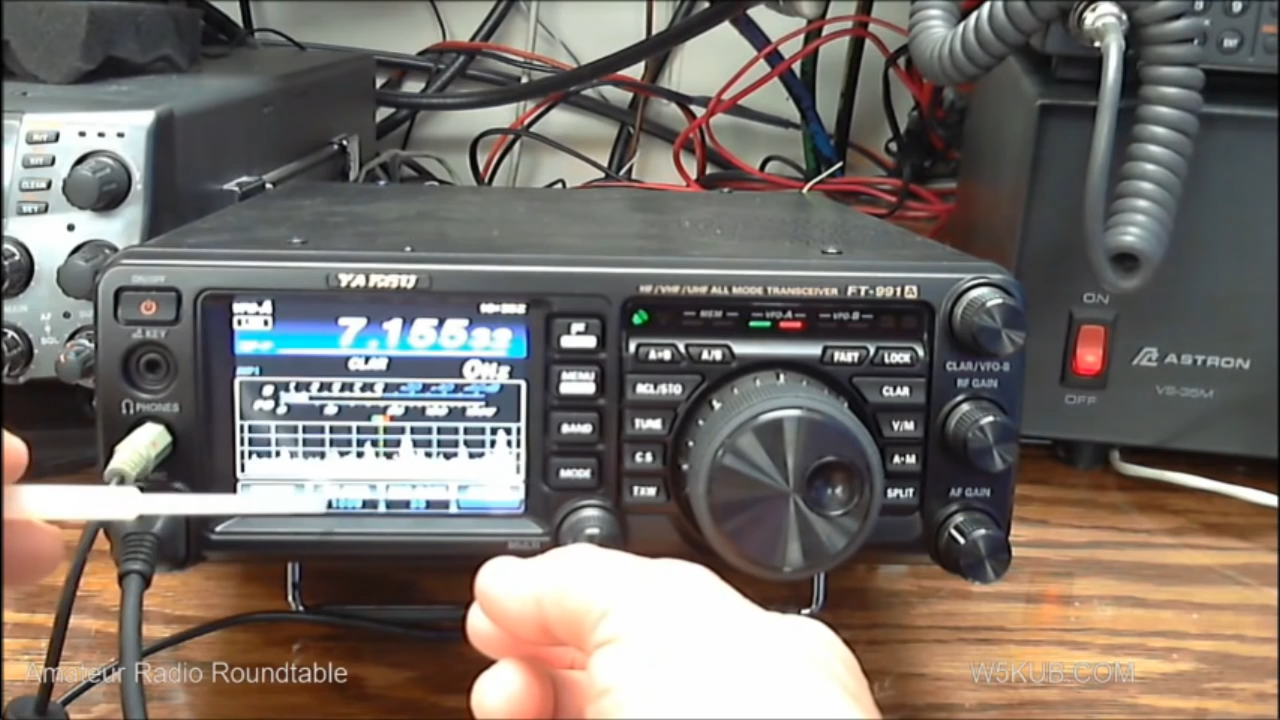 YAESU
HF/VHF/UHF ALL MODE TRANSCEIVER FT-991A
ON/OFF
KEY
PHONES
VFO-A
7.155
CLAR
0Hz
MENU
BAND
MODE
MEM VFO-A VFO-B
A▸B A/B FAST LOCK
RCL/STO CLAR
TUNE V/M
C S A▸M
TXW SPLIT
CLAR/VFO-B
RF GAIN
AF GAIN
ON
OFF
ASTRON
VS-35M
CLEAN
Amateur Radio Roundtable
W5KUB.COM